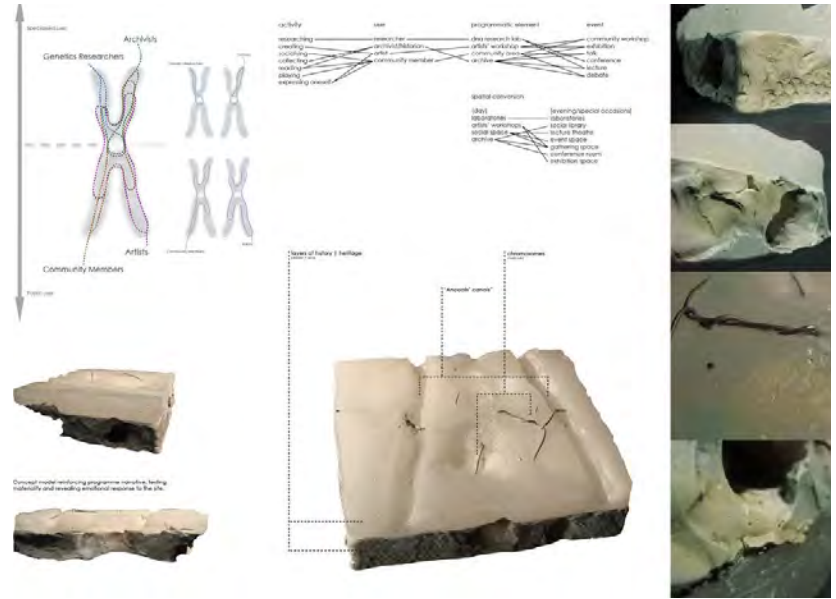 Archivists
Genetics Researchers
Artists
Community Members
activity
user
programmatic element
event
researching
creating
socialising
collecting
reading
playing
expressing oneself
researcher
archivist/historian
artist
community member
dna research lab
artists' workshop
community area
archive
community workshop
exhibition
talk
conference
lecture
debate
spatial conversion
(day)
laboratories
artists' workshops
social space
archive
(evening/special occasions)
laboratories
social library
lecture theatre
event space
gathering space
conference room
exhibition space
layers of history & heritage
chromosomes
Concept model reinforcing programme narrative, testing
materiality and revealing emotional response to the site.